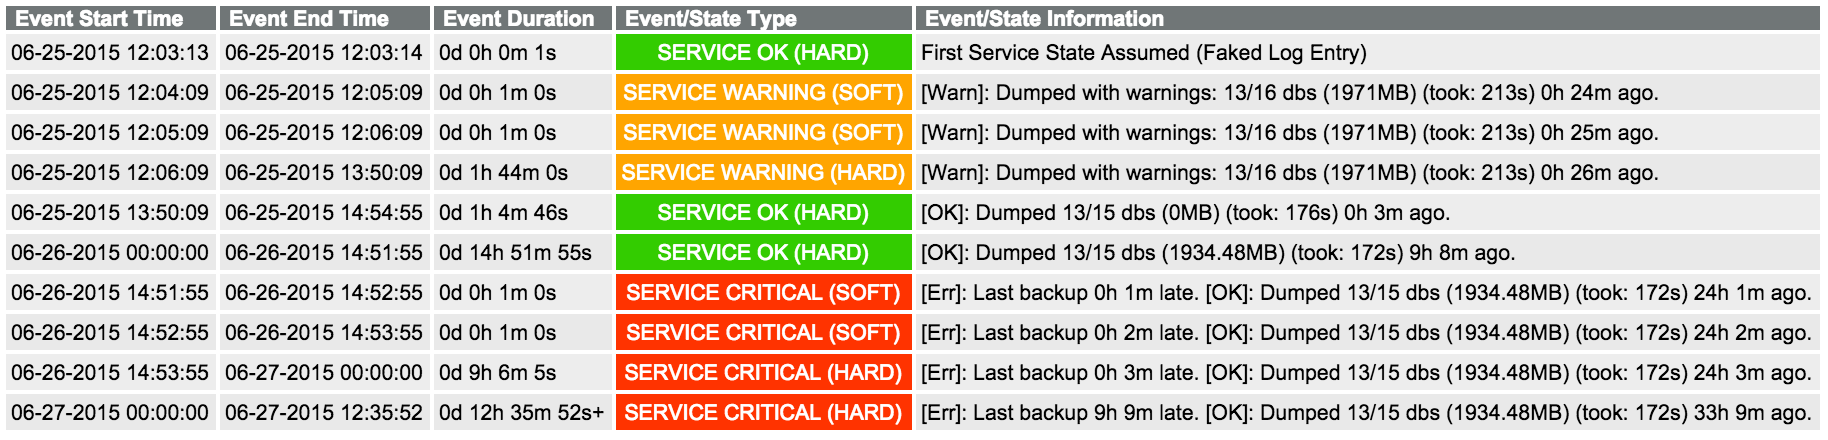 Event Start Time Event End Time Event Duration Event/State Type Event/State Information
06-25-2015 12:03:13 06-25-2015 12:03:14 0d 0h 0m 1s SERVICE OK (HARD) First Service State Assumed (Faked Log Entry)
06-25-2015 12:04:09 06-25-2015 12:05:09 0d 0h 1m 0s SERVICE WARNING (SOFT) [Warn]: Dumped with warnings: 13/16 dbs (1971MB) (took: 213s) 0h 24m ago.
06-25-2015 12:05:09 06-25-2015 12:06:09 0d 0h 1m 0s SERVICE WARNING (SOFT) [Warn]: Dumped with warnings: 13/16 dbs (1971MB) (took: 213s) 0h 25m ago.
06-25-2015 12:06:09 06-25-2015 13:50:09 0d 1h 44m 0s SERVICE WARNING (HARD) [Warn]: Dumped with warnings: 13/16 dbs (1971MB) (took: 213s) 0h 26m ago.
06-25-2015 13:50:09 06-25-2015 14:54:55 0d 1h 4m 46s SERVICE OK (HARD) [OK]: Dumped 13/15 dbs (0MB) (took: 176s) 0h 3m ago.
06-26-2015 00:00:00 06-26-2015 14:51:55 0d 14h 51m 55s SERVICE OK (HARD) [OK]: Dumped 13/15 dbs (1934.48MB) (took: 172s) 9h 8m ago.
06-26-2015 14:51:55 06-26-2015 14:52:55 0d 0h 1m 0s SERVICE CRITICAL (SOFT) [Err]: Last backup 0h 1m late. [OK]: Dumped 13/15 dbs (1934.48MB) (took: 172s) 24h 1m ago.
06-26-2015 14:52:55 06-26-2015 14:53:55 0d 0h 1m 0s SERVICE CRITICAL (SOFT) [Err]: Last backup 0h 2m late. [OK]: Dumped 13/15 dbs (1934.48MB) (took: 172s) 24h 2m ago.
06-26-2015 14:53:55 06-27-2015 00:00:00 0d 9h 6m 5s SERVICE CRITICAL (HARD) [Err]: Last backup 0h 3m late. [OK]: Dumped 13/15 dbs (1934.48MB) (took: 172s) 24h 3m ago.
06-27-2015 00:00:00 06-27-2015 12:35:52 0d 12h 35m 52s+ SERVICE CRITICAL (HARD) [Err]: Last backup 9h 9m late. [OK]: Dumped 13/15 dbs (1934.48MB) (took: 172s) 33h 9m ago.